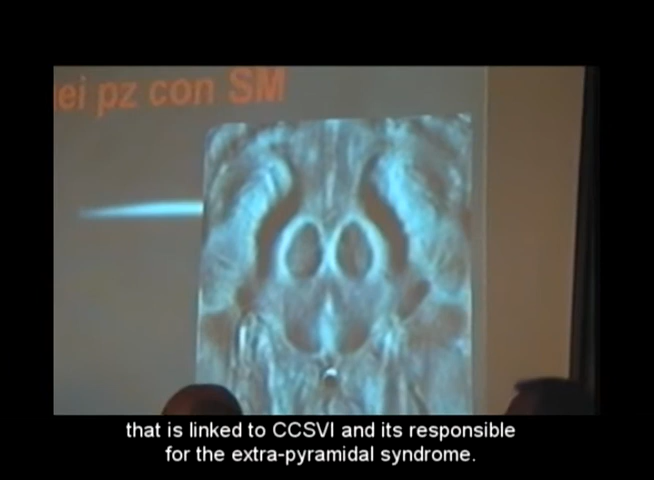 ei pz con SM
that is linked to CCSVI and its responsible
for the extra-pyramidal syndrome.